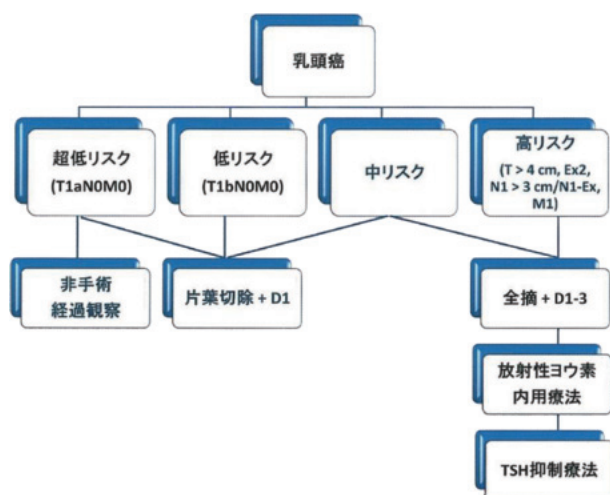 乳頭癌
超低リスク
(T1aN0M0)
低リスク
(T1bN0M0)
中リスク
高リスク
(T > 4 cm, Ex2,
N1 > 3 cm/N1-Ex,
M1)
非手術
経過観察
片葉切除 + D1
全摘 + D1-3
放射性ヨウ素
内用療法
TSH抑制療法